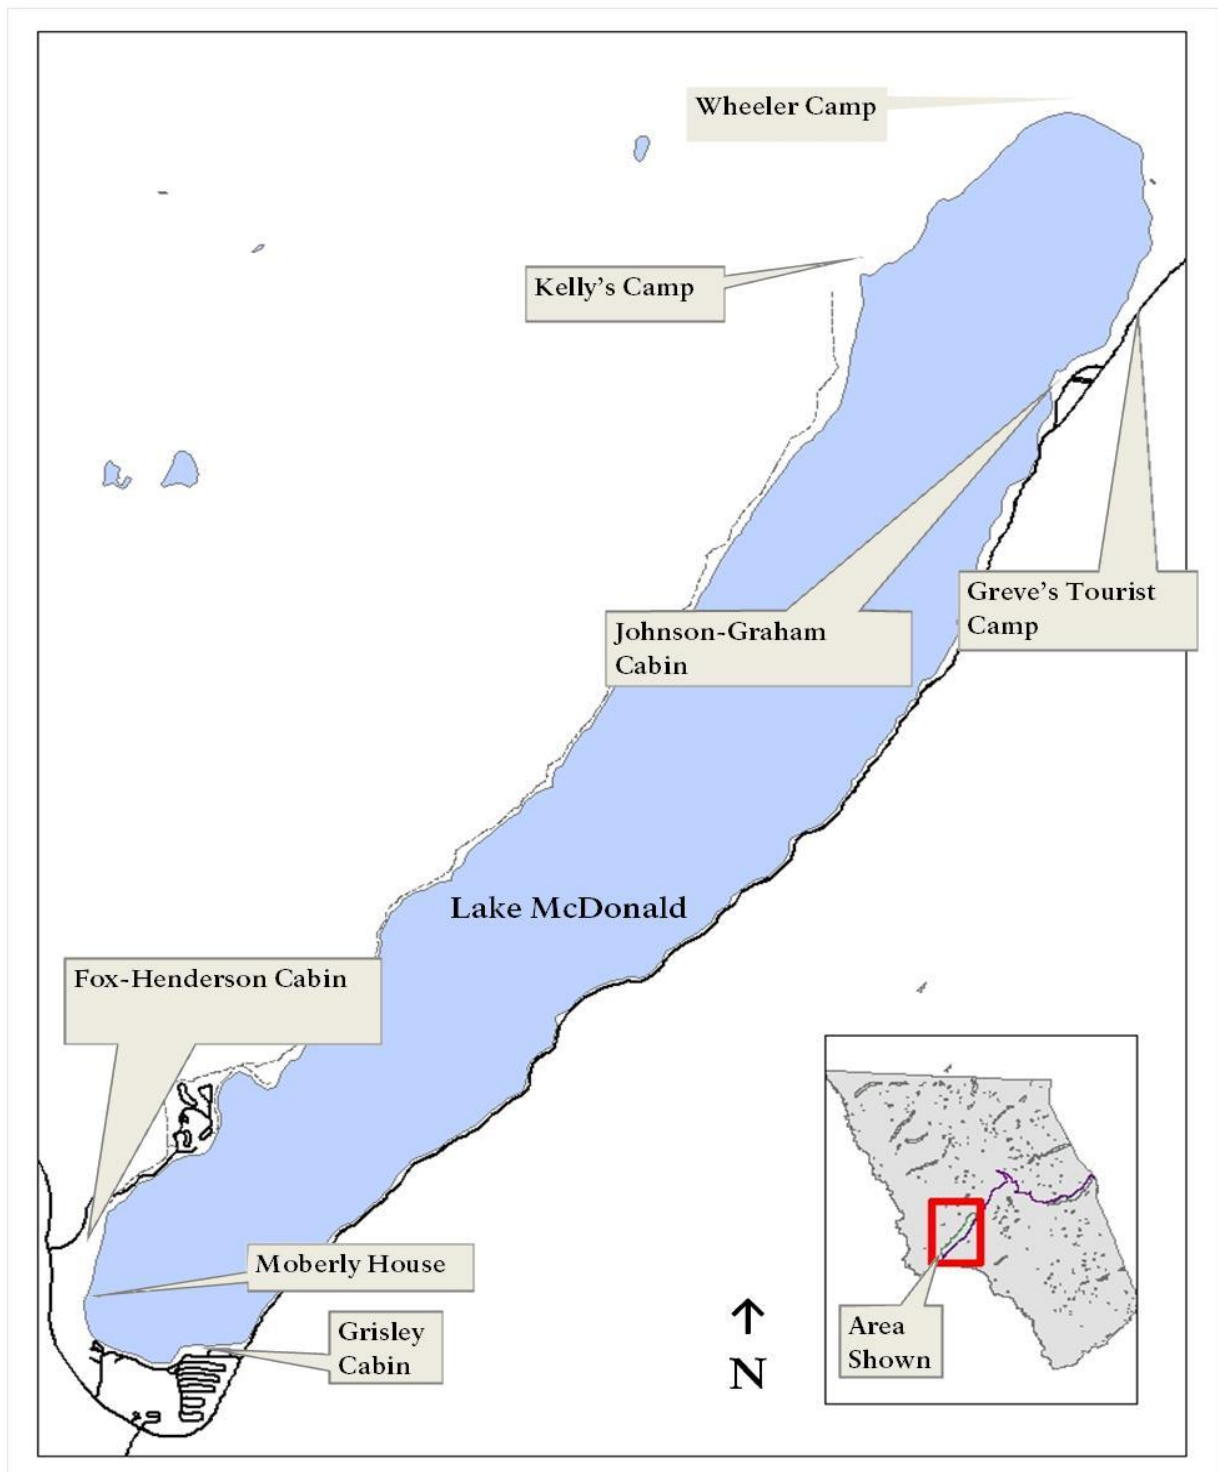 Wheeler Camp
Kelly's Camp
Greve's Tourist
Camp
Johnson-Graham
Cabin
Lake McDonald
Fox-Henderson Cabin
Moberly House
Grisley
Cabin
N
Area
Shown